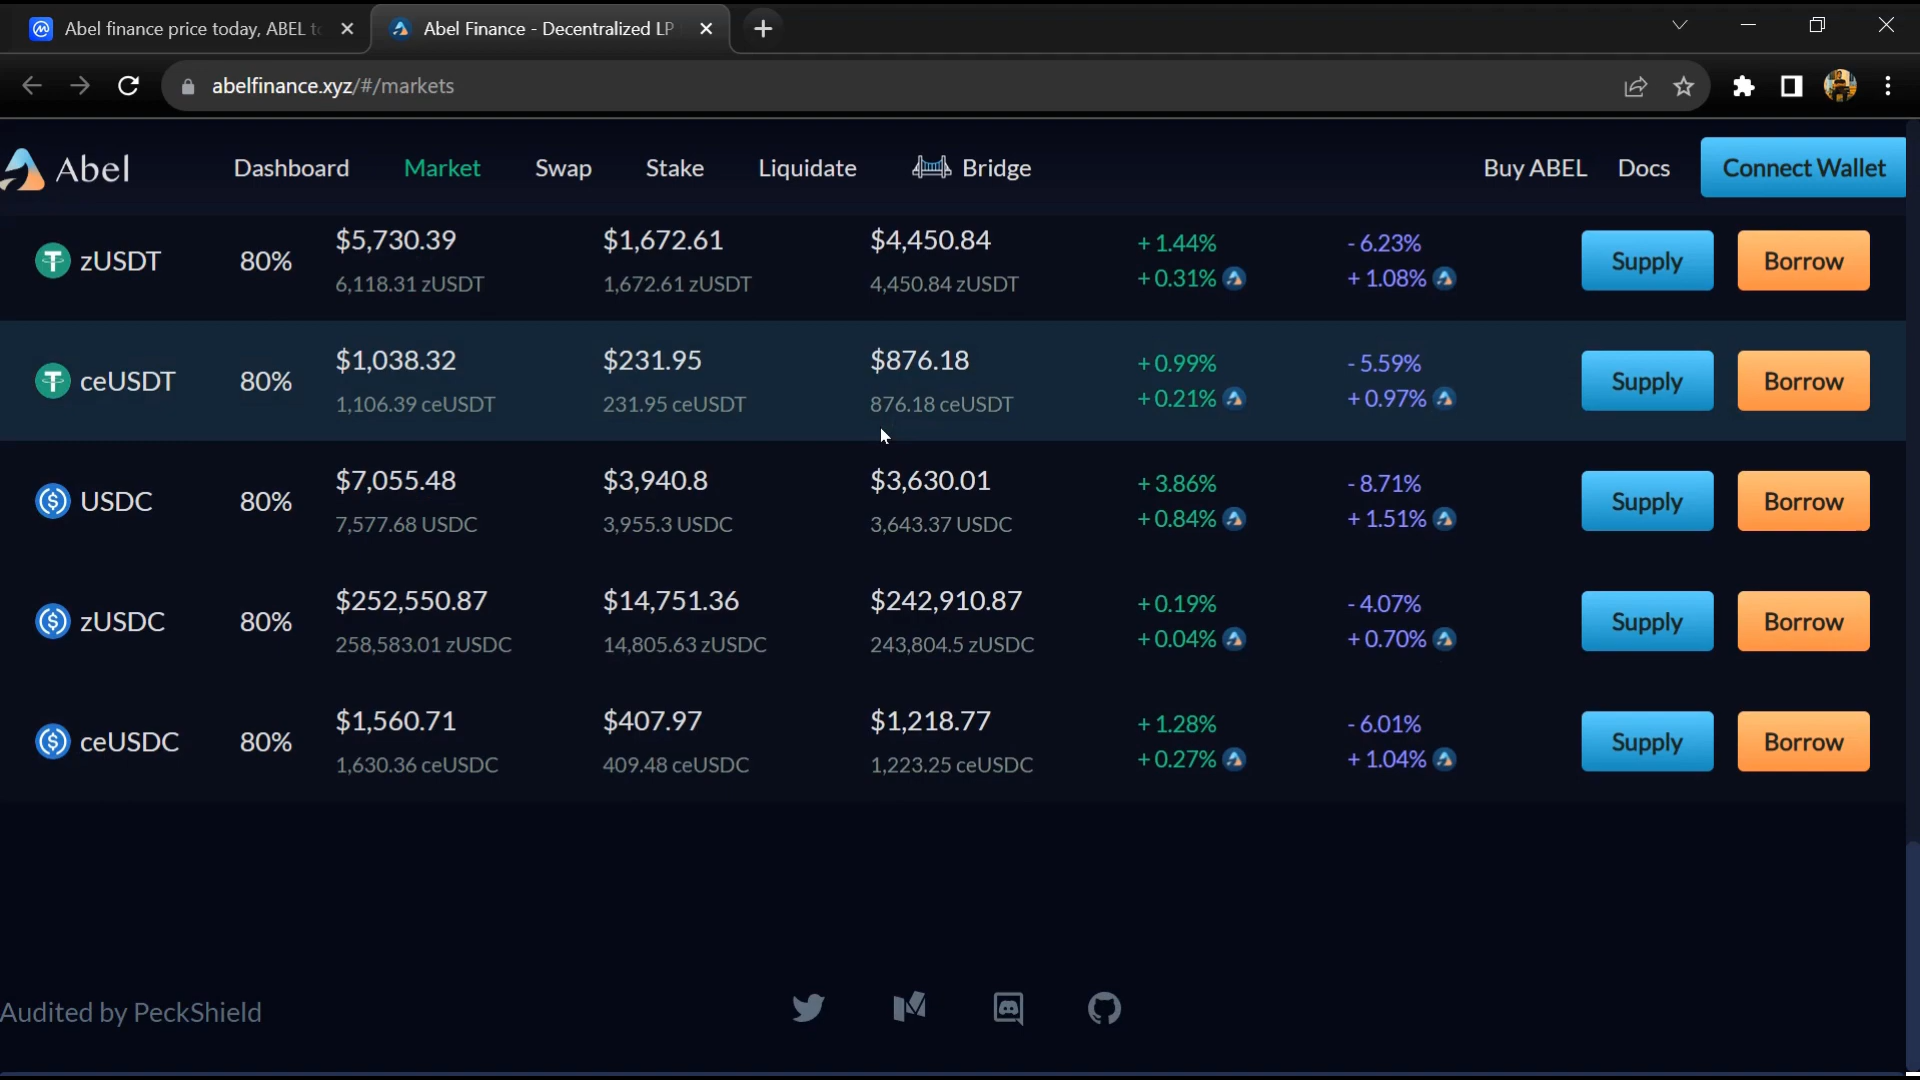 Abel finance price today, ABEL to
Abel Finance - Decentralized LP
abelfinance.xyz/#/markets
Abel Dashboard Market Swap Stake Liquidate Bridge Buy ABEL Docs Connect Wallet
zUSDT 80% $5,730.39 $1,672.61 $4,450.84 + 1.44% - 6.23% Supply Borrow
6,118.31 zUSDT 1,672.61 zUSDT 4,450.84 zUSDT + 0.31% + 1.08%
ceUSDT 80% $1,038.32 $231.95 $876.18 + 0.99% - 5.59% Supply Borrow
1,106.39 ceUSDT 231.95 ceUSDT 876.18 ceUSDT + 0.21% + 0.97%
USDC 80% $7,055.48 $3,940.8 $3,630.01 + 3.86% - 8.71% Supply Borrow
7,577.68 USDC 3,955.3 USDC 3,643.37 USDC + 0.84% + 1.51%
zUSDC 80% $252,550.87 $14,751.36 $242,910.87 + 0.19% - 4.07% Supply Borrow
258,583.01 zUSDC 14,805.63 zUSDC 243,804.5 zUSDC + 0.04% + 0.70%
ceUSDC 80% $1,560.71 $407.97 $1,218.77 + 1.28% - 6.01% Supply Borrow
1,630.36 ceUSDC 409.48 ceUSDC 1,223.25 ceUSDC + 0.27% + 1.04%
Audited by PeckShield